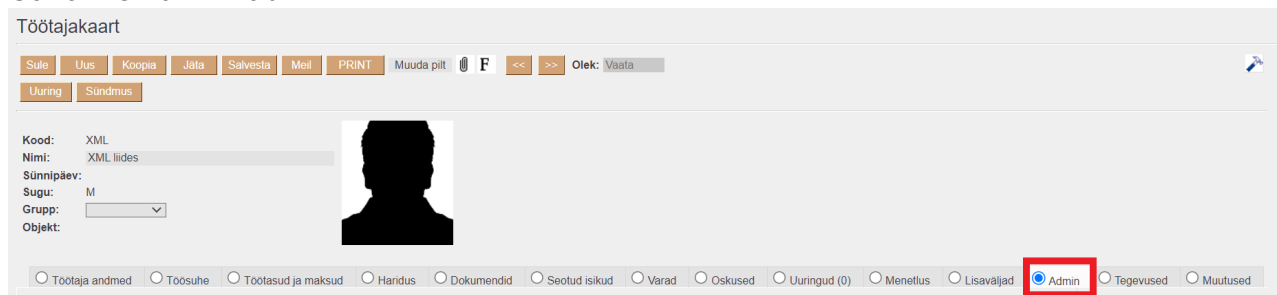 Töötajakaart
Sule Uus Koopia Jäta Salvesta Meil PRINT Muuda pilt F << >> Olek: Vaata
Uuring Sündmus
Kood: XML
Nimi: XML liides
Sünnipäev:
Sugu: M
Grupp:
Objekt:
Töötaja andmed Töösuhe Töötasud ja maksud Haridus Dokumendid Seotud isikud Varad Oskused Uuringud (0) Menetlus Lisaväljad Admin Tegevused Muutused